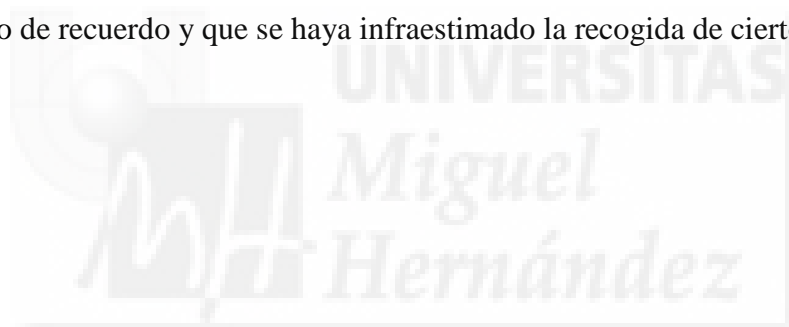 o de recuerdo y que se haya infraestimado la recogida de ciert
UNIVERSITAS
Miguel
Hernández